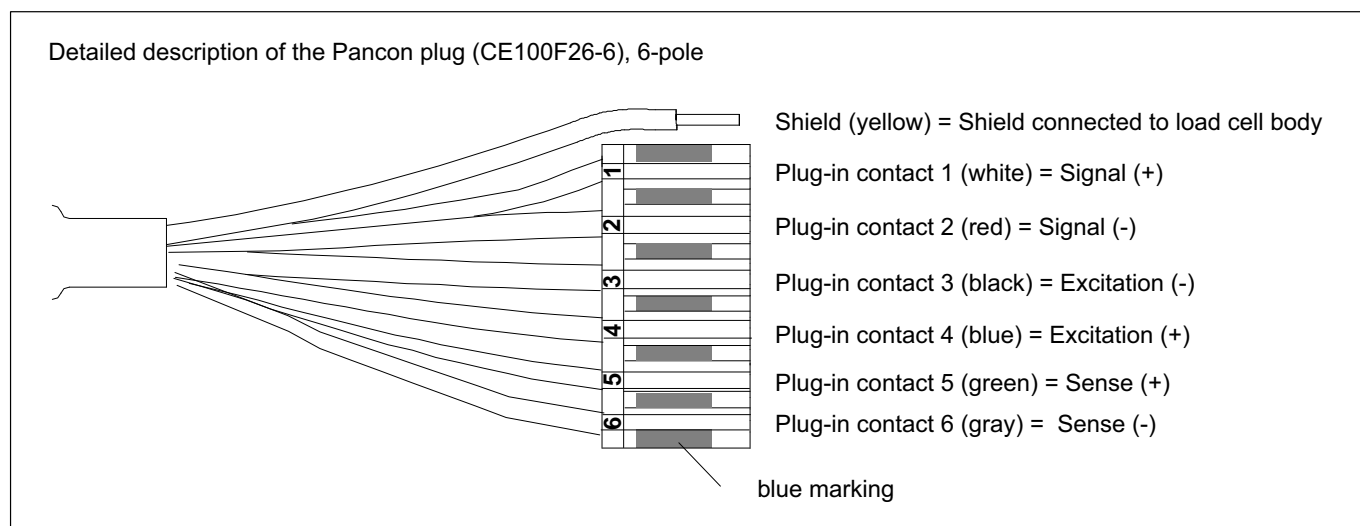 Detailed description of the Pancon plug (CE100F26-6), 6-pole
Shield (yellow) = Shield connected to load cell body
1
Plug-in contact 1 (white) = Signal (+)
2
Plug-in contact 2 (red) = Signal (-)
3
Plug-in contact 3 (black) = Excitation (-)
4
Plug-in contact 4 (blue) = Excitation (+)
5
Plug-in contact 5 (green) = Sense (+)
6
Plug-in contact 6 (gray) =  Sense (-)
blue marking